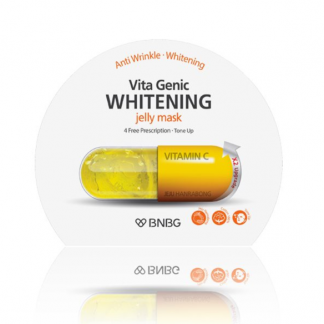 Anti Wrinkle · Whitening
Vita Genic
WHITENING
jelly mask
4 Free Prescription · Tone Up
VITAMIN C
BNBG